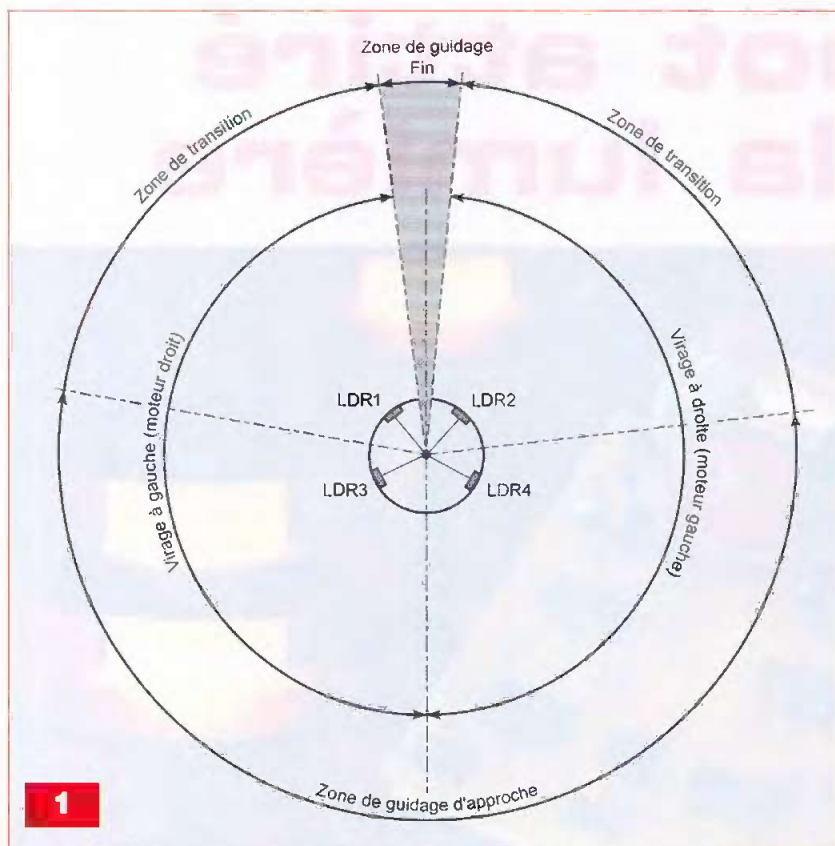 Zone de guidage
Fin
Zone de transition
Zone de transition
Virage à gauche (moteur droit)
Virage à droite (moteur gauche)
LDR1
LDR2
LDR3
LDR4
Zone de guidage d'approche
1